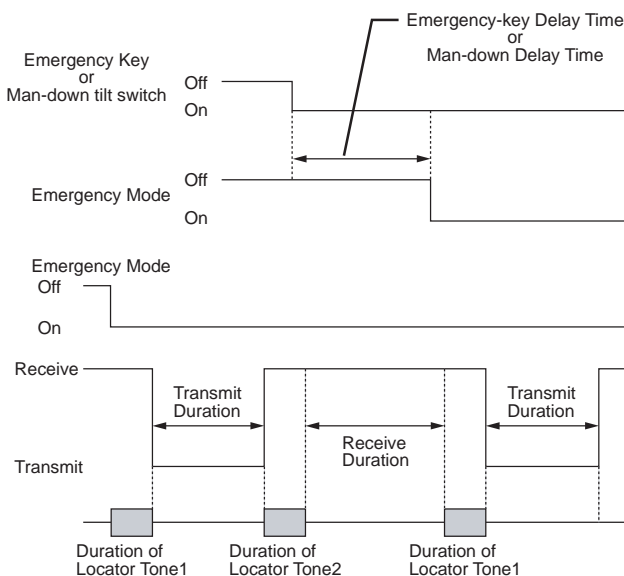 Emergency-key Delay Time
or
Man-down Delay Time
Emergency Key
or
Man-down tilt switch
Off
On
Emergency Mode
Off
On
Emergency Mode
Off
On
Receive
Transmit
Duration
Transmit
Duration
Receive
Duration
Transmit
Duration of
Locator Tone1
Duration of
Locator Tone2
Duration of
Locator Tone1